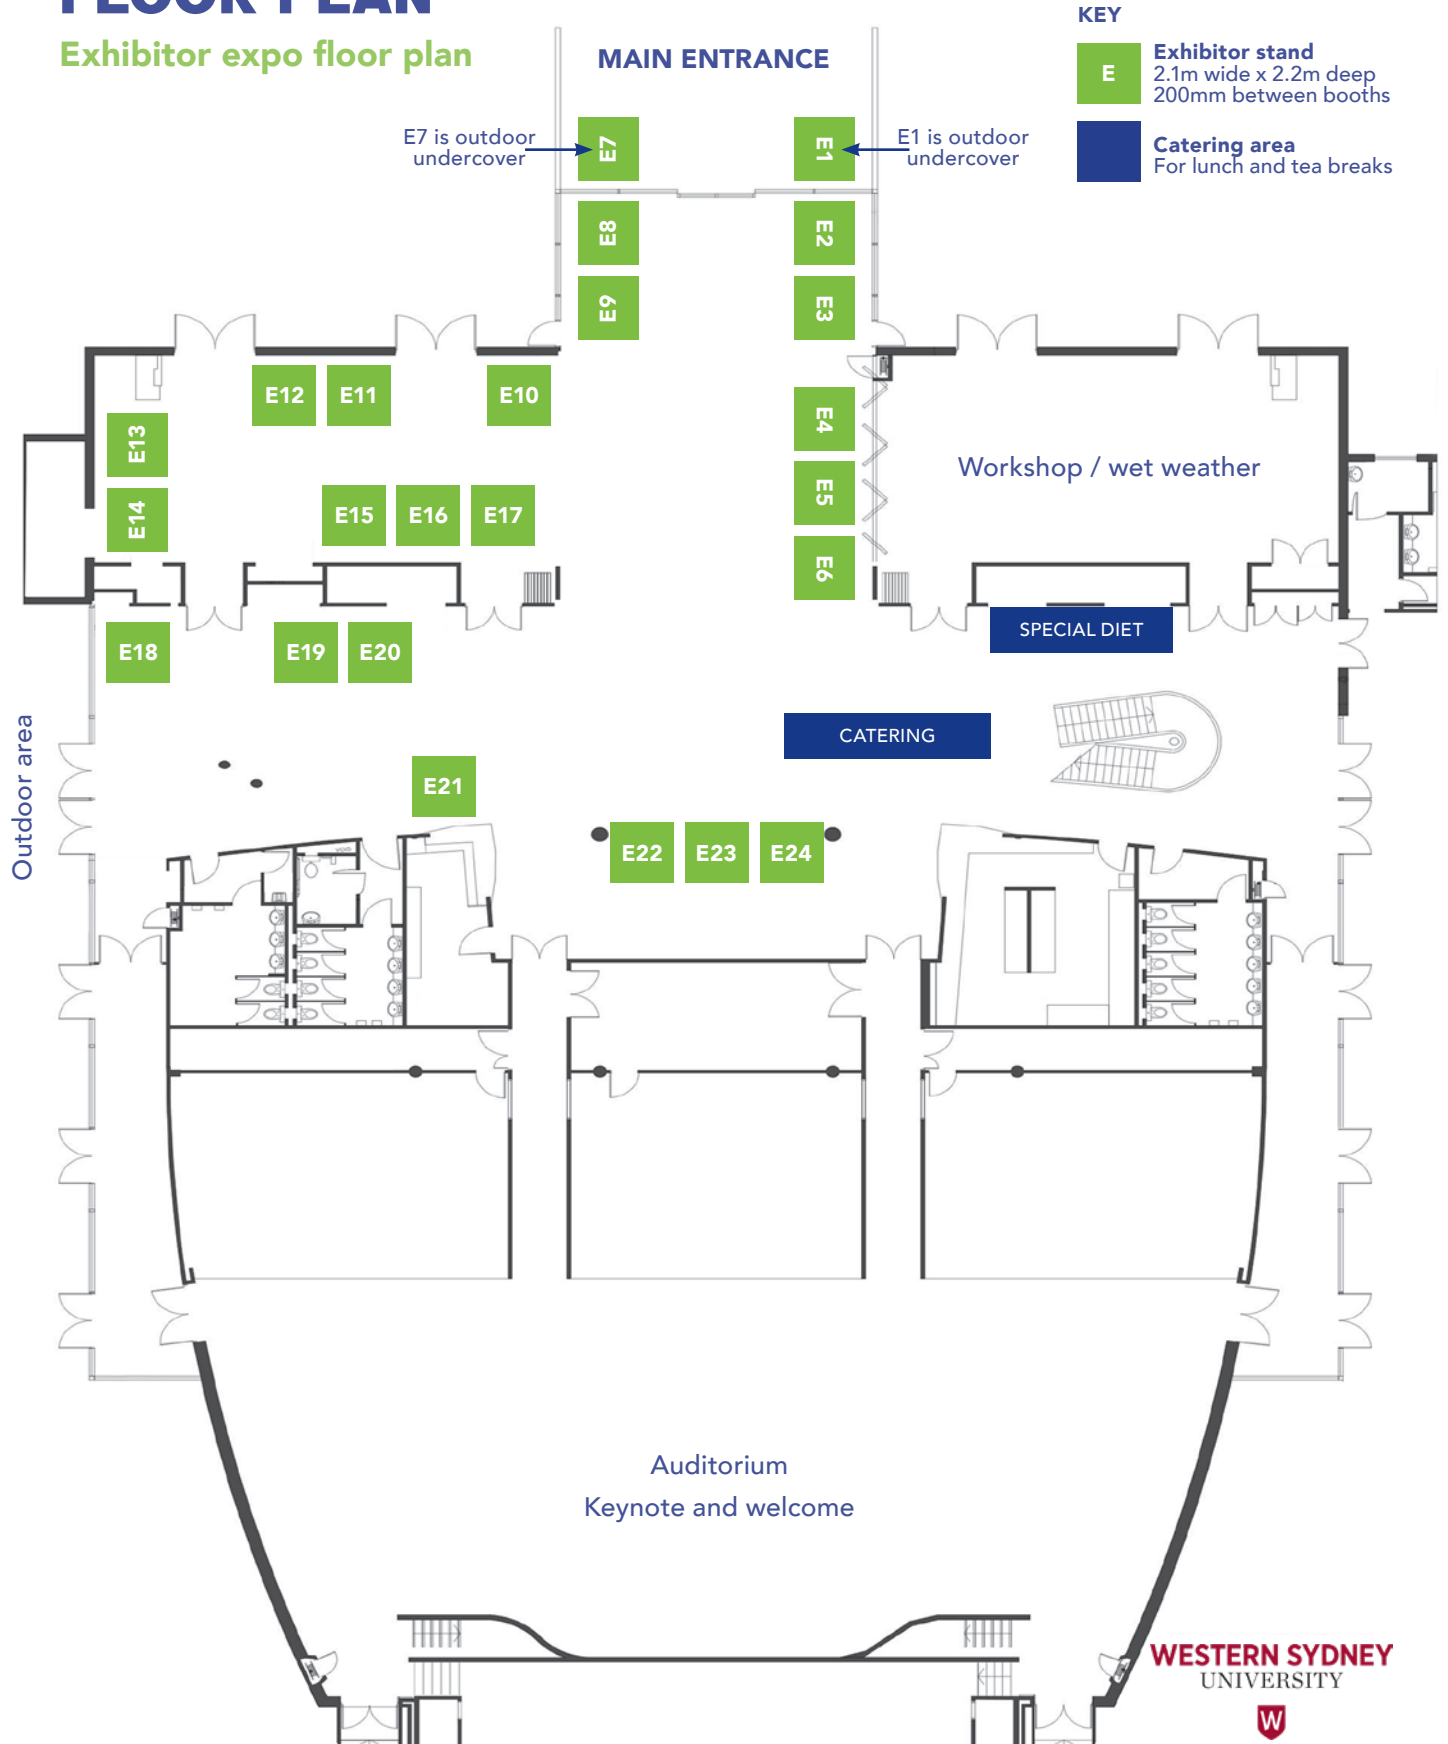 FLOOR PLAN
Exhibitor expo floor plan
MAIN ENTRANCE
KEY
E
Exhibitor stand
2.1m wide x 2.2m deep
200mm between booths
Catering area
For lunch and tea breaks
E7 is outdoor
undercover
E7
E1
E1 is outdoor
undercover
E8
E2
E9
E3
E12
E11
E10
E4
E13
Workshop / wet weather
E14
E15
E16
E17
E5
E6
E18
E19
E20
SPECIAL DIET
CATERING
Outdoor area
E21
E22
E23
E24
Auditorium
Keynote and welcome
WESTERN SYDNEY
UNIVERSITY
W